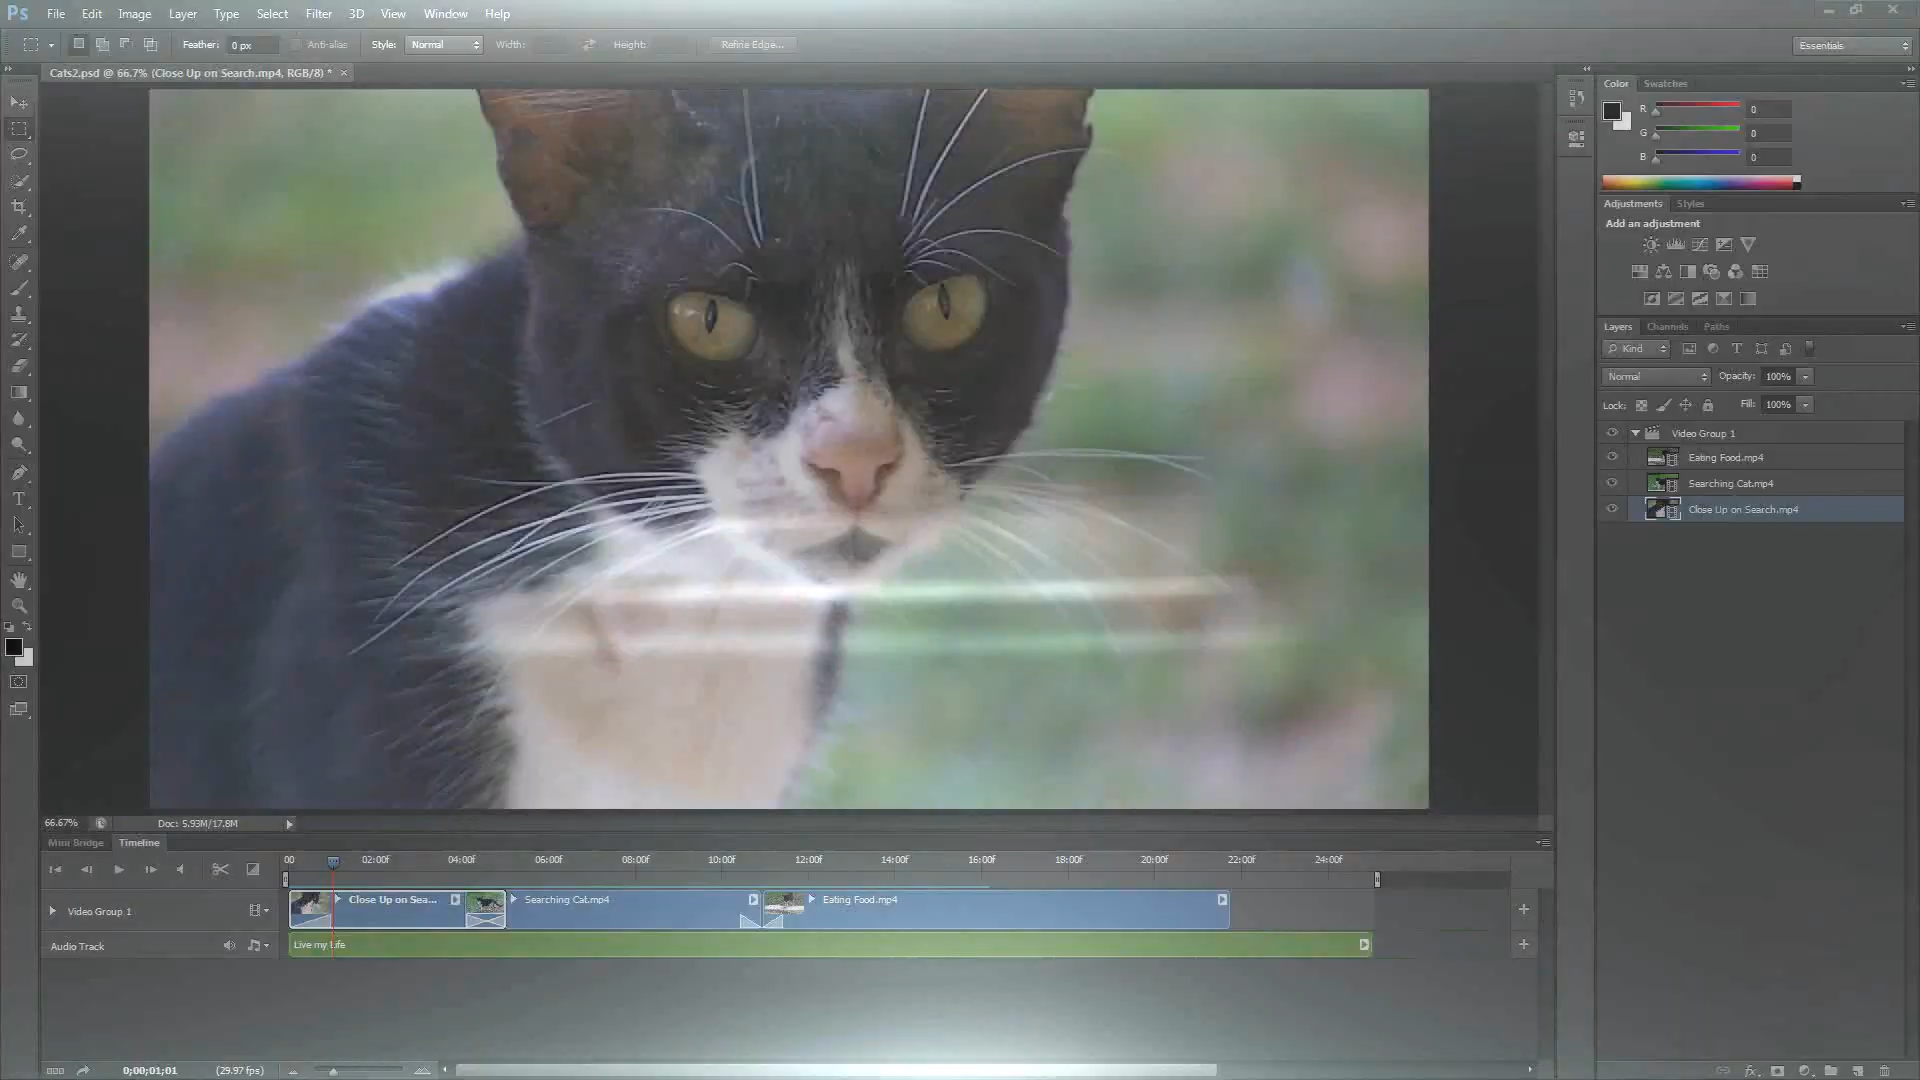 Ps File Edit Image Layer Type Select Filter 3D View Window Help
Feather: 0 px Anti-alias Style: Normal Width: Height: Refine Edge... Essentials
Cats2.psd @ 66.7% (Close Up on Search.mp4, RGB/8) * ×
Color Swatches
R 0
G 0
B 0
Adjustments Styles
Add an adjustment
Layers Channels Paths
Kind
Normal Opacity: 100%
Lock: Fill: 100%
Video Group 1
Eating Food.mp4
Searching Cat.mp4
Close Up on Search.mp4
66.67% Doc: 5.93M/17.8M
Mini Bridge Timeline
00 02:00f 04:00f 06:00f 08:00f 10:00f 12:00f 14:00f 16:00f 18:00f 20:00f 22:00f 24:00f
Video Group 1 Close Up on Sea... Searching Cat.mp4 Eating Food.mp4
Audio Track Live my Life
0;00;01;01 (29.97 fps)